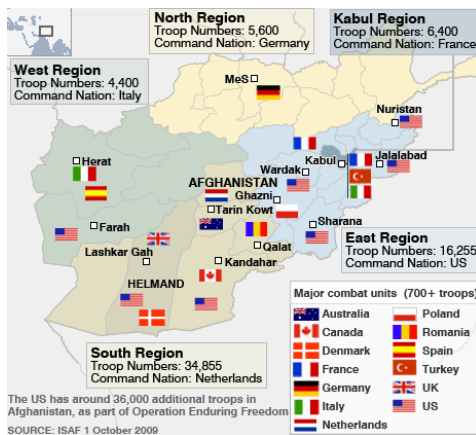 North Region
Troop Numbers: 5,600
Command Nation: Germany
Kabul Region
Troop Numbers: 6,400
Command Nation: France
West Region
Troop Numbers: 4,400
Command Nation: Italy
MeS
Nuristan
Herat
Kabul
Jalalabad
Wardak
AFGHANISTAN
Ghazni
Tarin Kowt
Farah
Sharana
Qalat
Lashkar Gah
Kandahar
HELMAND
East Region
Troop Numbers: 16,255
Command Nation: US
South Region
Troop Numbers: 34,855
Command Nation: Netherlands
Major combat units (700+ troops)
Australia
Canada
Denmark
France
Germany
Italy
Netherlands
Poland
Romania
Spain
Turkey
UK
US
The US has around 36,000 additional troops in
Afghanistan, as part of Operation Enduring Freedom
SOURCE: ISAF 1 October 2009